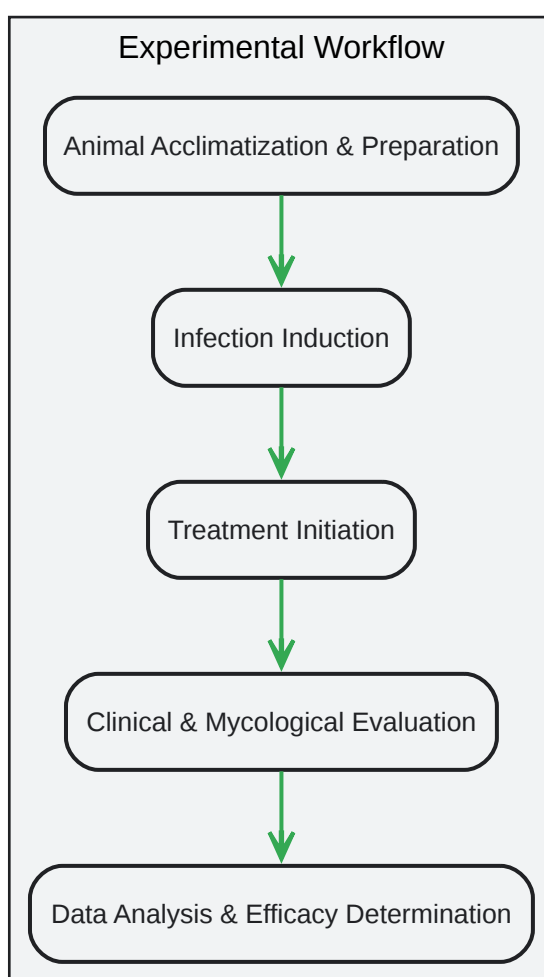 Experimental Workflow
Animal Acclimatization & Preparation
Infection Induction
Treatment Initiation
Clinical & Mycological Evaluation
Data Analysis & Efficacy Determination